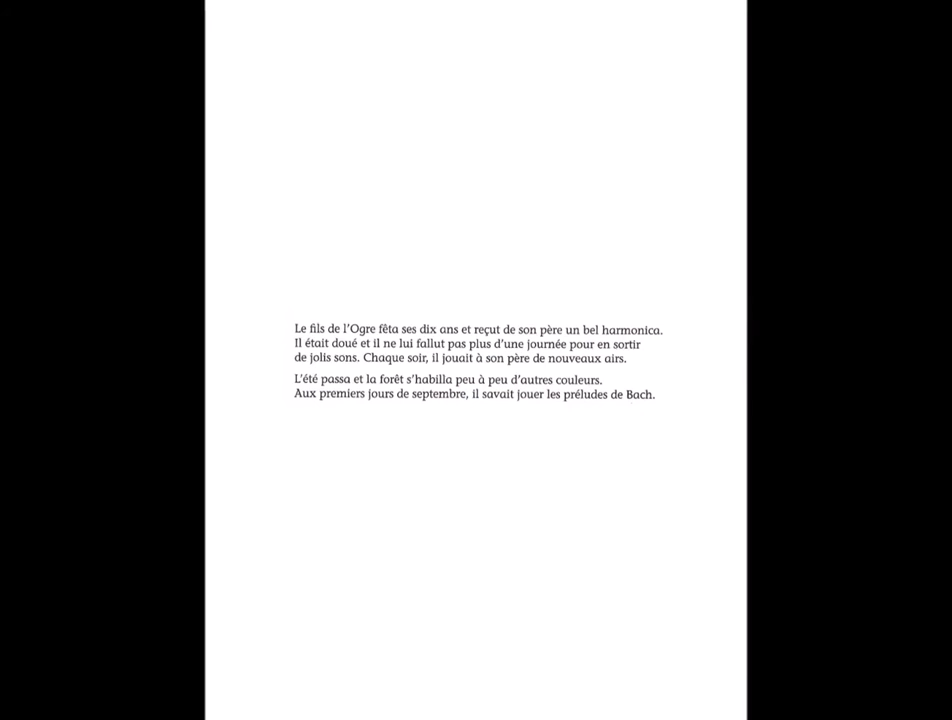 Le fils de l'Ogre fêta ses dix ans et reçut de son père un bel harmonica.
Il était doué et il ne lui fallut pas plus d'une journée pour en sortir
de jolis sons. Chaque soir, il jouait à son père de nouveaux airs.
L'été passa et la forêt s'habilla peu à peu d'autres couleurs.
Aux premiers jours de septembre, il savait jouer les préludes de Bach.